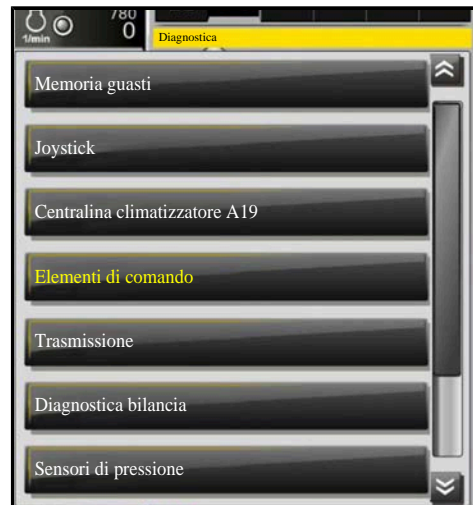 780
1/min
0
Diagnostica
Memoria guasti
Joystick
Centralina climatizzatore A19
Elementi di comando
Trasmissione
Diagnostica bilancia
Sensori di pressione